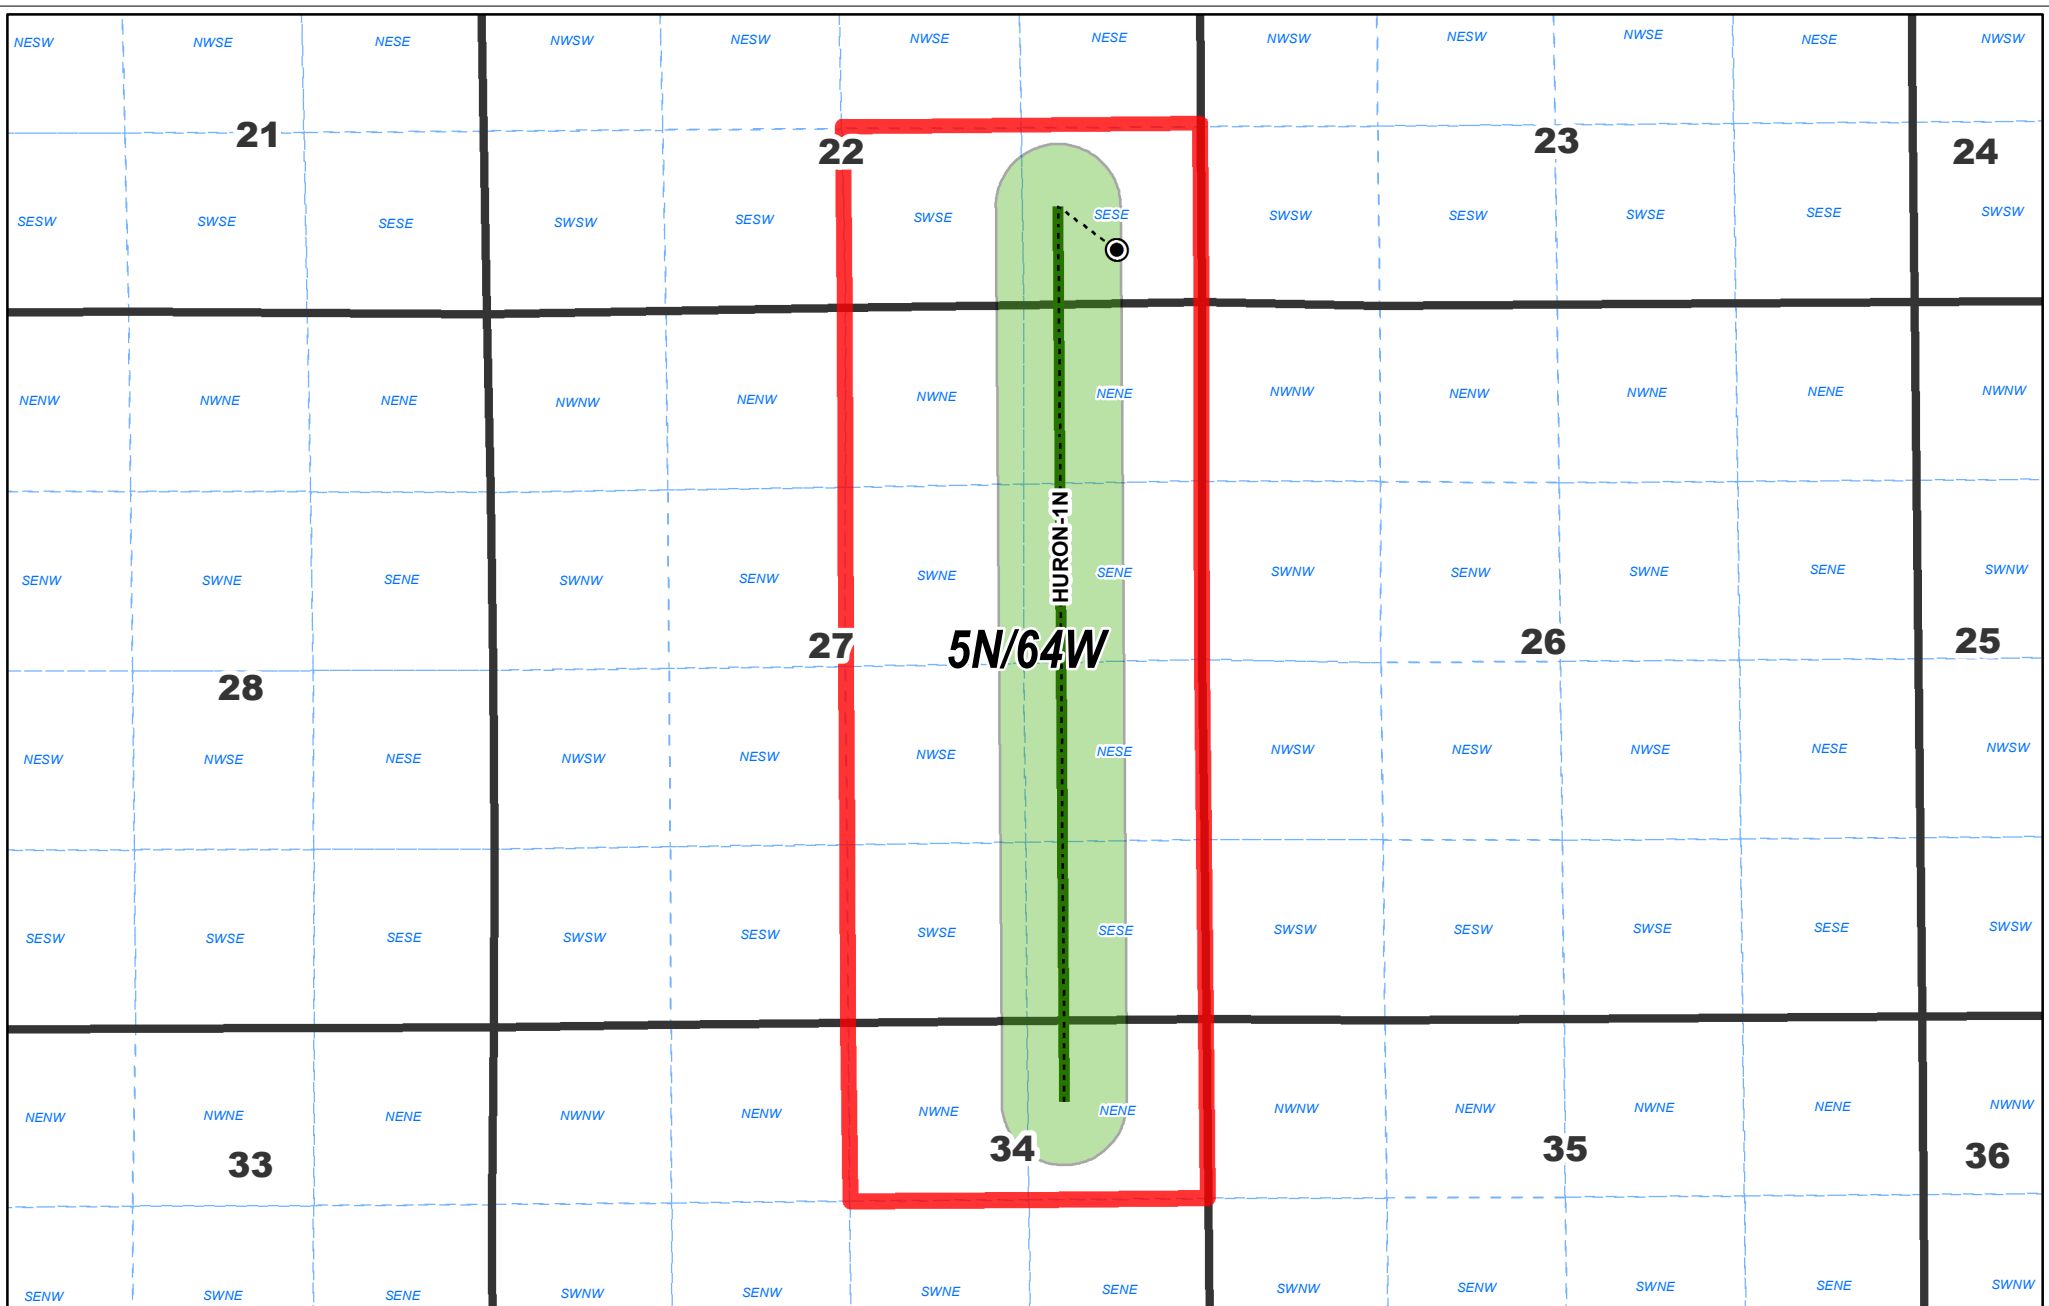 NESW NWSE NESE NWSW NESW NWSE NESE NWSW NESW NWSE NESE NWSW
21 22 23 24
SESW SWSE SESE SWSW SESW SWSE SESE SWSW SESW SWSE SESE SWSW
NENW NWNE NENE NWNW NENW NWNE NENE NWNW NENW NWNE NENE NWNW
HURON-1N
SENW SWNE SENE SWNW SENW SWNE SENE SWNW SENW SWNE SENE SWNW
28 27 5N/64W 26 25
NESW NWSE NESE NWSW NESW NWSE NESE NWSW NESW NWSE NESE NWSW
SESW SWSE SESE SWSW SESW SWSE SESE SWSW SESW SWSE SESE SWSW
NENW NWNE NENE NWNW NENW NWNE NENE NWNW NENW NWNE NENE NWNW
33 34 35 36
SENW SWNE SENE SWNW SENW SWNE SENE SWNW SENW SWNE SENE SWNW